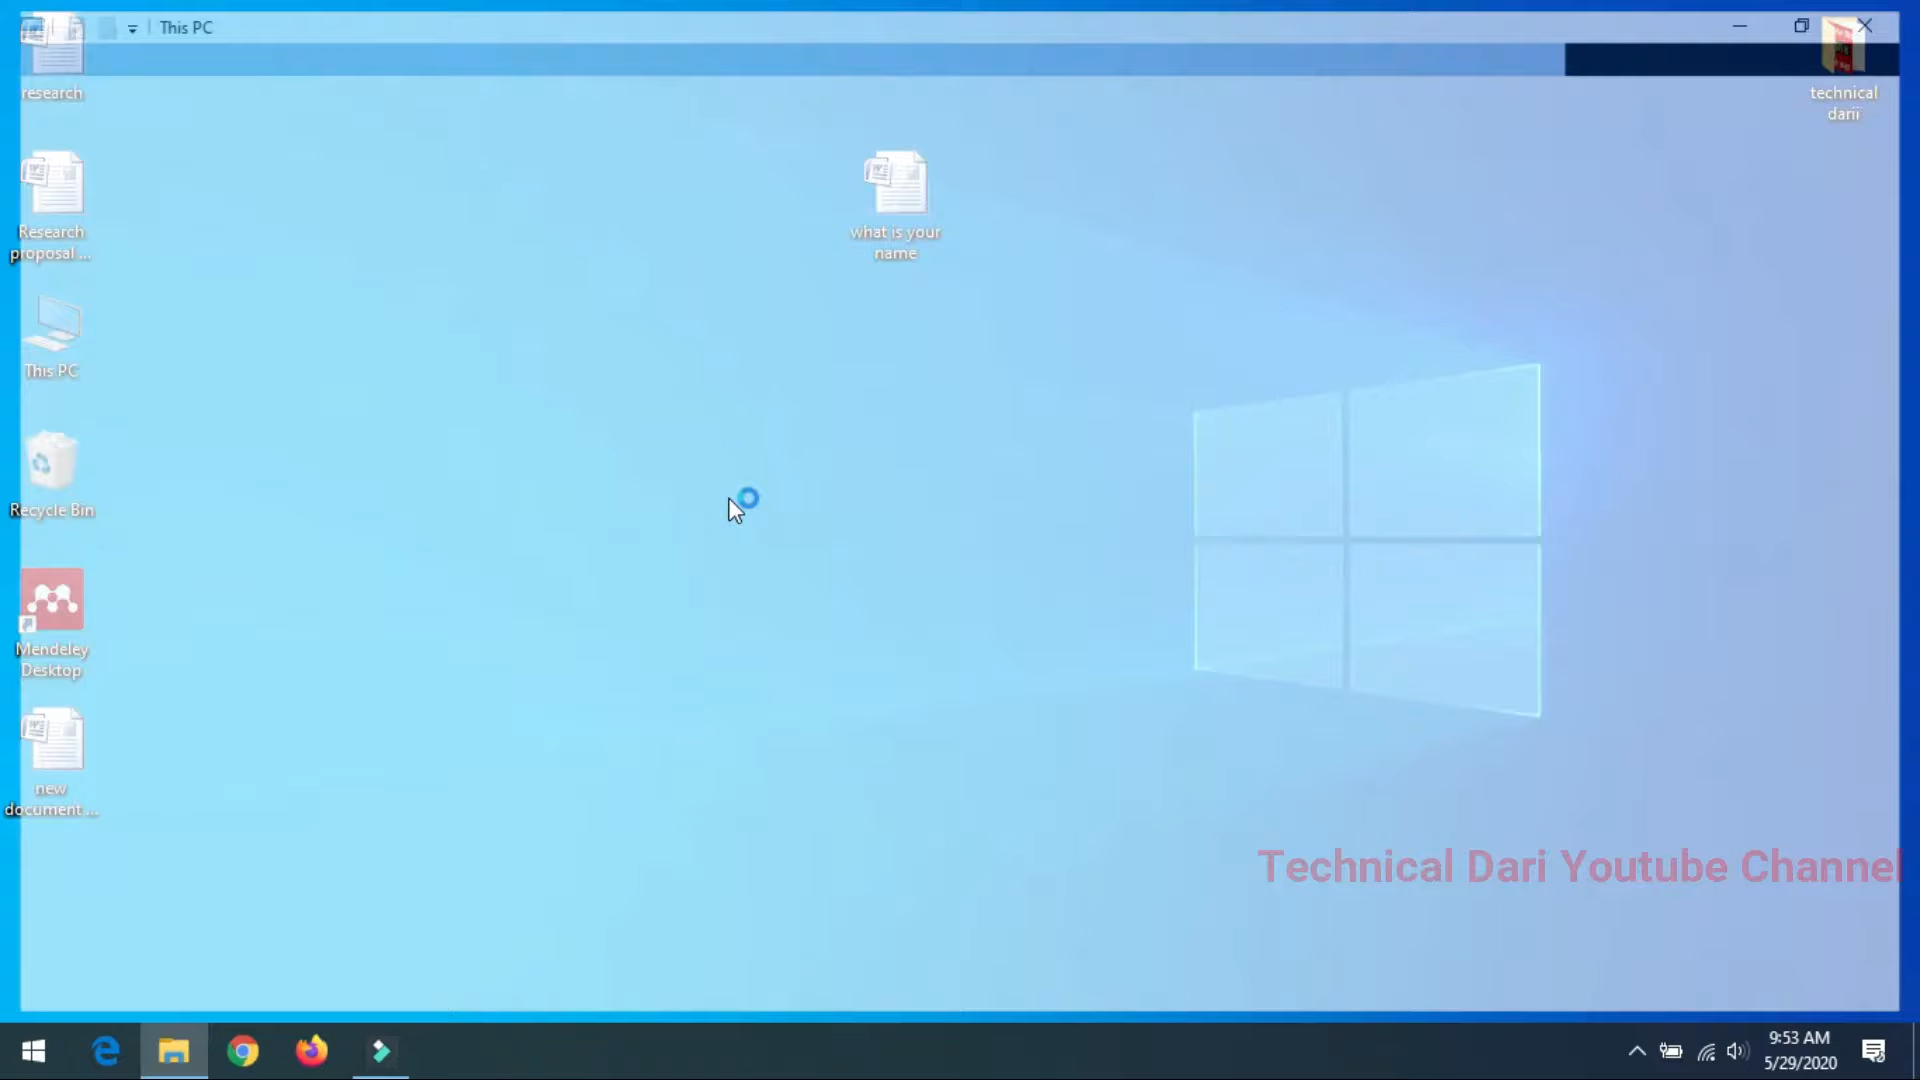 This PC
research
technical
darii
Research
proposal ...
what is your
name
This PC
Recycle Bin
Mendeley
Desktop
new
document ...
Technical Dari Youtube Channel
9:53 AM
5/29/2020